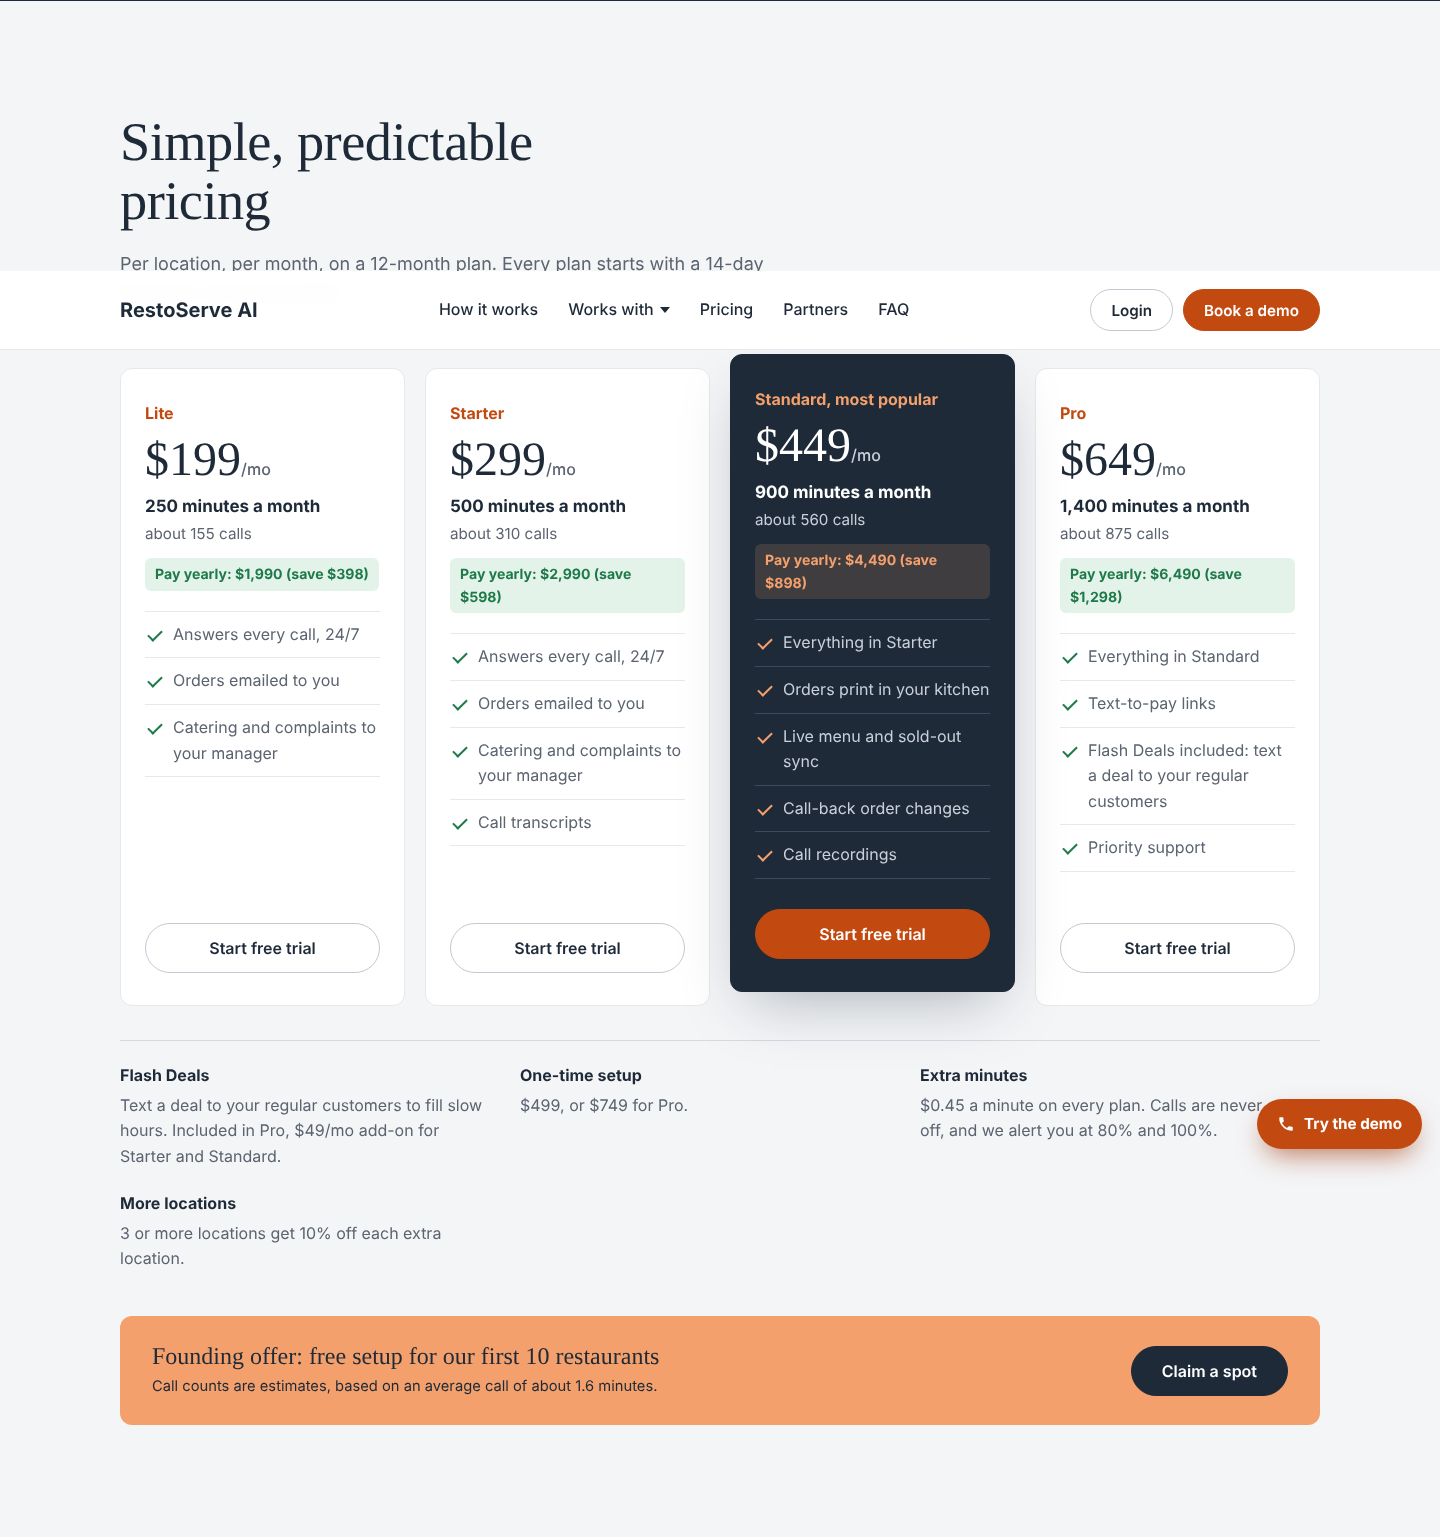 Simple, predictable
pricing
Per location, per month, on a 12-month plan. Every plan starts with a 14-day
RestoServe AI
How it works
Works with
Pricing
Partners
FAQ
Login
Book a demo
Lite
$199/mo
250 minutes a month
about 155 calls
Pay yearly: $1,990 (save $398)
Answers every call, 24/7
Orders emailed to you
Catering and complaints to
your manager
Start free trial
Starter
$299/mo
500 minutes a month
about 310 calls
Pay yearly: $2,990 (save
$598)
Answers every call, 24/7
Orders emailed to you
Catering and complaints to
your manager
Call transcripts
Start free trial
Standard, most popular
$449/mo
900 minutes a month
about 560 calls
Pay yearly: $4,490 (save
$898)
Everything in Starter
Orders print in your kitchen
Live menu and sold-out
sync
Call-back order changes
Call recordings
Start free trial
Pro
$649/mo
1,400 minutes a month
about 875 calls
Pay yearly: $6,490 (save
$1,298)
Everything in Standard
Text-to-pay links
Flash Deals included: text
a deal to your regular
customers
Priority support
Start free trial
Flash Deals
Text a deal to your regular customers to fill slow
hours. Included in Pro, $49/mo add-on for
Starter and Standard.
One-time setup
$499, or $749 for Pro.
Extra minutes
$0.45 a minute on every plan. Calls are never
off, and we alert you at 80% and 100%.
Try the demo
More locations
3 or more locations get 10% off each extra
location.
Founding offer: free setup for our first 10 restaurants
Call counts are estimates, based on an average call of about 1.6 minutes.
Claim a spot